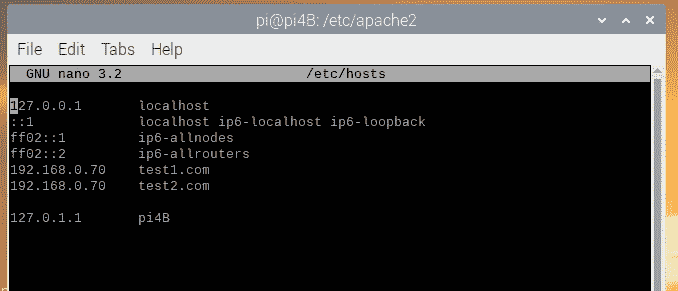 pi@pi4B: /etc/apache2
File Edit Tabs Help
GNU nano 3.2 /etc/hosts
127.0.0.1 localhost
::1 localhost ip6-localhost ip6-loopback
ff02::1 ip6-allnodes
ff02::2 ip6-allrouters
192.168.0.70 test1.com
192.168.0.70 test2.com
127.0.1.1 pi4B